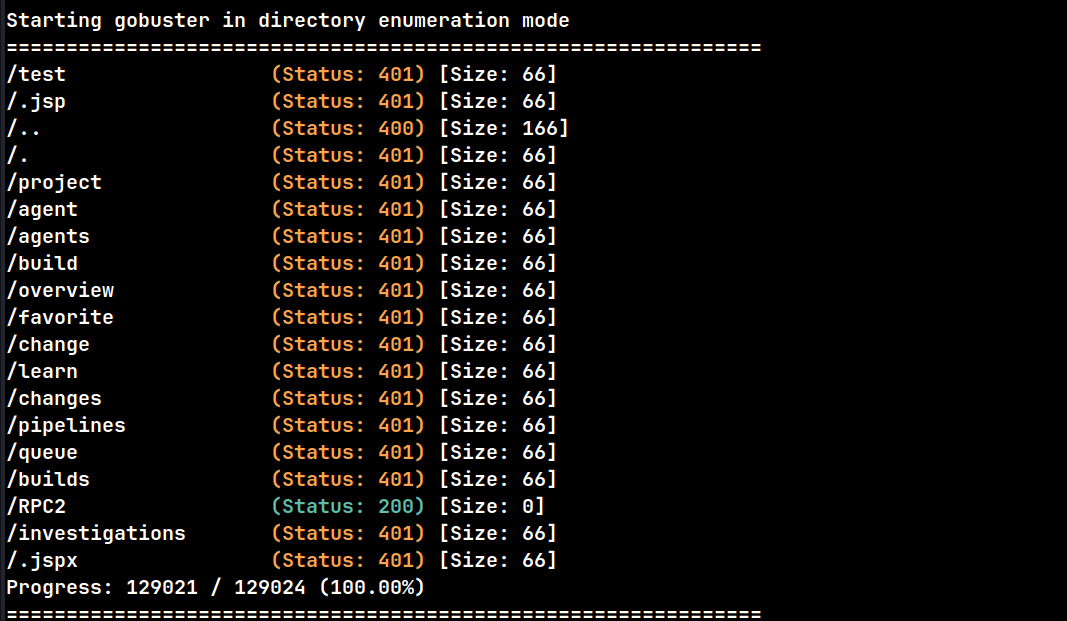 Starting gobuster in directory enumeration mode
===============================================================
/test                 (Status: 401) [Size: 66]
/.jsp                 (Status: 401) [Size: 66]
/..                   (Status: 400) [Size: 166]
/.                    (Status: 401) [Size: 66]
/project              (Status: 401) [Size: 66]
/agent                (Status: 401) [Size: 66]
/agents               (Status: 401) [Size: 66]
/build                (Status: 401) [Size: 66]
/overview             (Status: 401) [Size: 66]
/favorite             (Status: 401) [Size: 66]
/change               (Status: 401) [Size: 66]
/learn                (Status: 401) [Size: 66]
/changes              (Status: 401) [Size: 66]
/pipelines            (Status: 401) [Size: 66]
/queue                (Status: 401) [Size: 66]
/builds               (Status: 401) [Size: 66]
/RPC2                 (Status: 200) [Size: 0]
/investigations       (Status: 401) [Size: 66]
/.jspx                (Status: 401) [Size: 66]
Progress: 129021 / 129024 (100.00%)
===============================================================